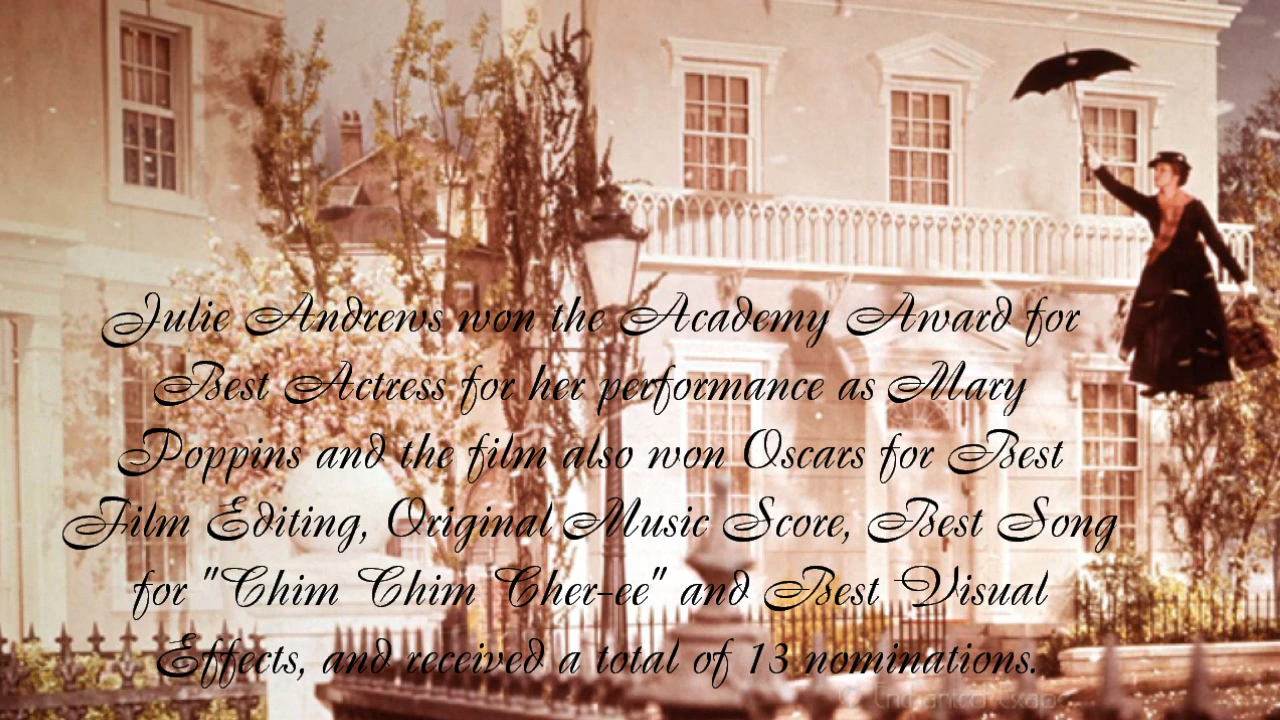 Julie Andrews won the Academy Award for
Best Actress for her performance as Mary
Poppins and the film also won Oscars for Best
Film Editing, Original Music Score, Best Song
for "Chim Chim Cher-ee" and Best Visual
Effects, and received a total of 13 nominations.
© Enchanted Escape